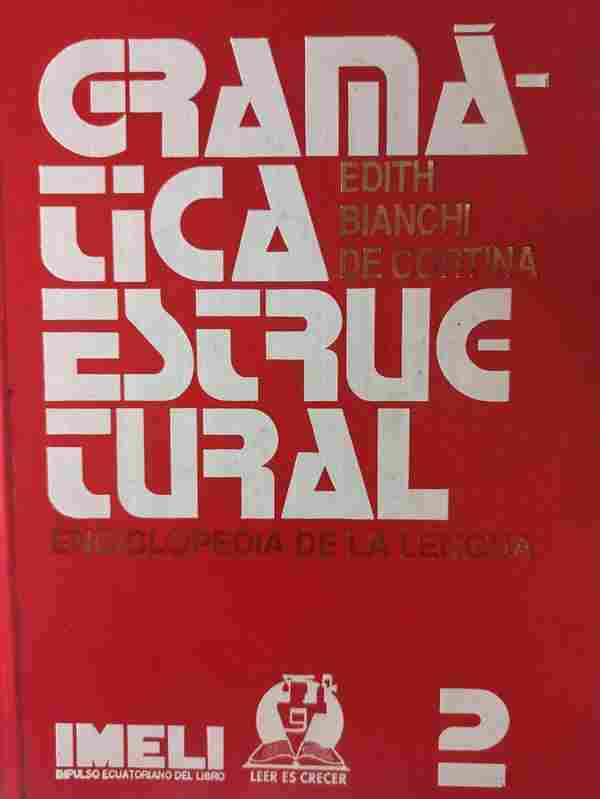 GRAMÁ-
TICA
EDITH
BIANCHI
DE CORTINA
ESTRUC
TURAL
ENCICLOPEDIA DE LA LENGUA
IMELI
IMPULSO ECUATORIANO DEL LIBRO
LEER ES CRECER
2